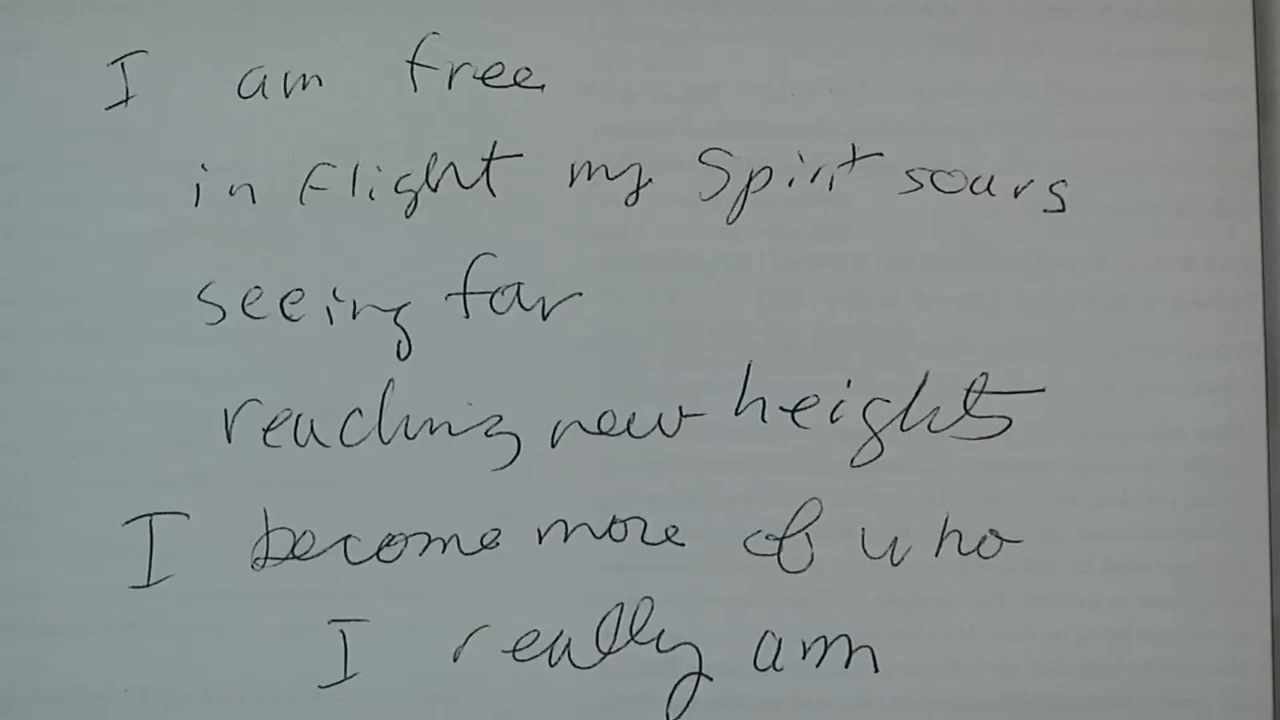 I am free
in flight my Spirit soars
seeing far
reaching new heights
I become more of who
I really am